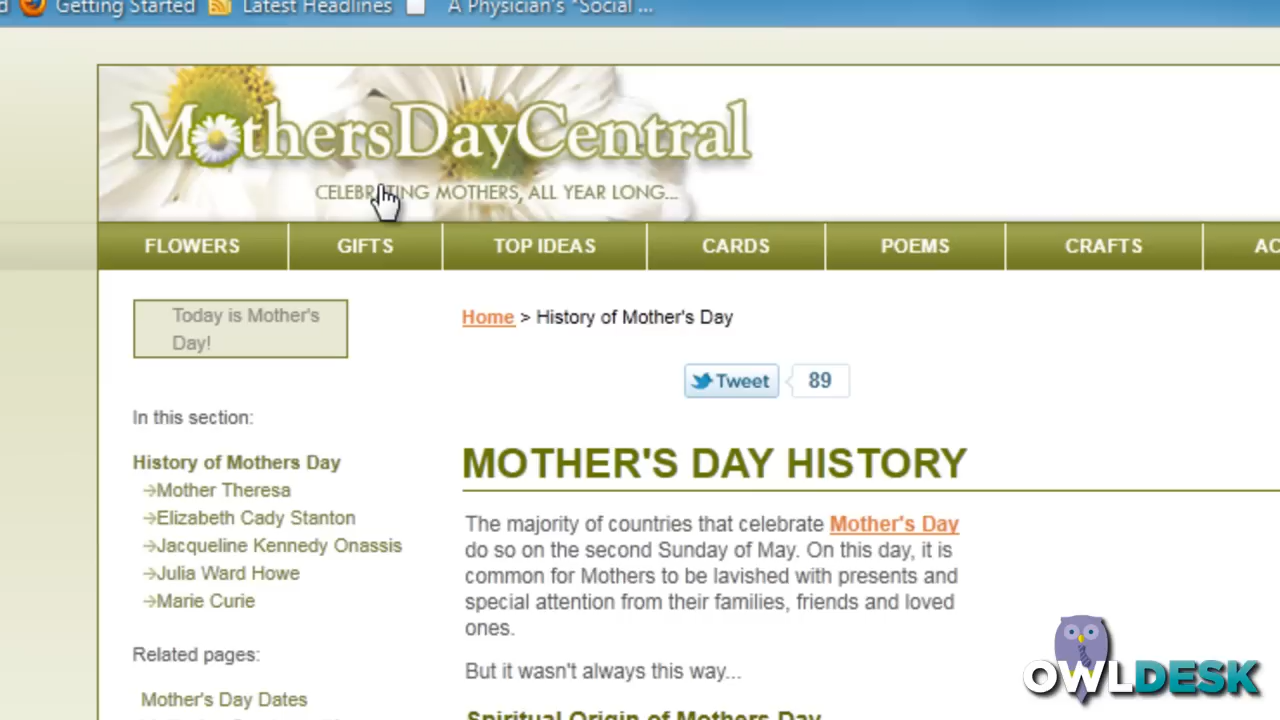 Getting Started Latest Headlines A Physician's "Social ...
MothersDayCentral
CELEBRATING MOTHERS, ALL YEAR LONG...
FLOWERS GIFTS TOP IDEAS CARDS POEMS CRAFTS
Today is Mother's
Day!
Home > History of Mother's Day
Tweet 89
In this section:
History of Mothers Day
Mother Theresa
Elizabeth Cady Stanton
Jacqueline Kennedy Onassis
Julia Ward Howe
Marie Curie
Related pages:
Mother's Day Dates
MOTHER'S DAY HISTORY
The majority of countries that celebrate Mother's Day
do so on the second Sunday of May. On this day, it is
common for Mothers to be lavished with presents and
special attention from their families, friends and loved
ones.
But it wasn't always this way...
Spiritual Origin of Mothers Day
OWLDESK